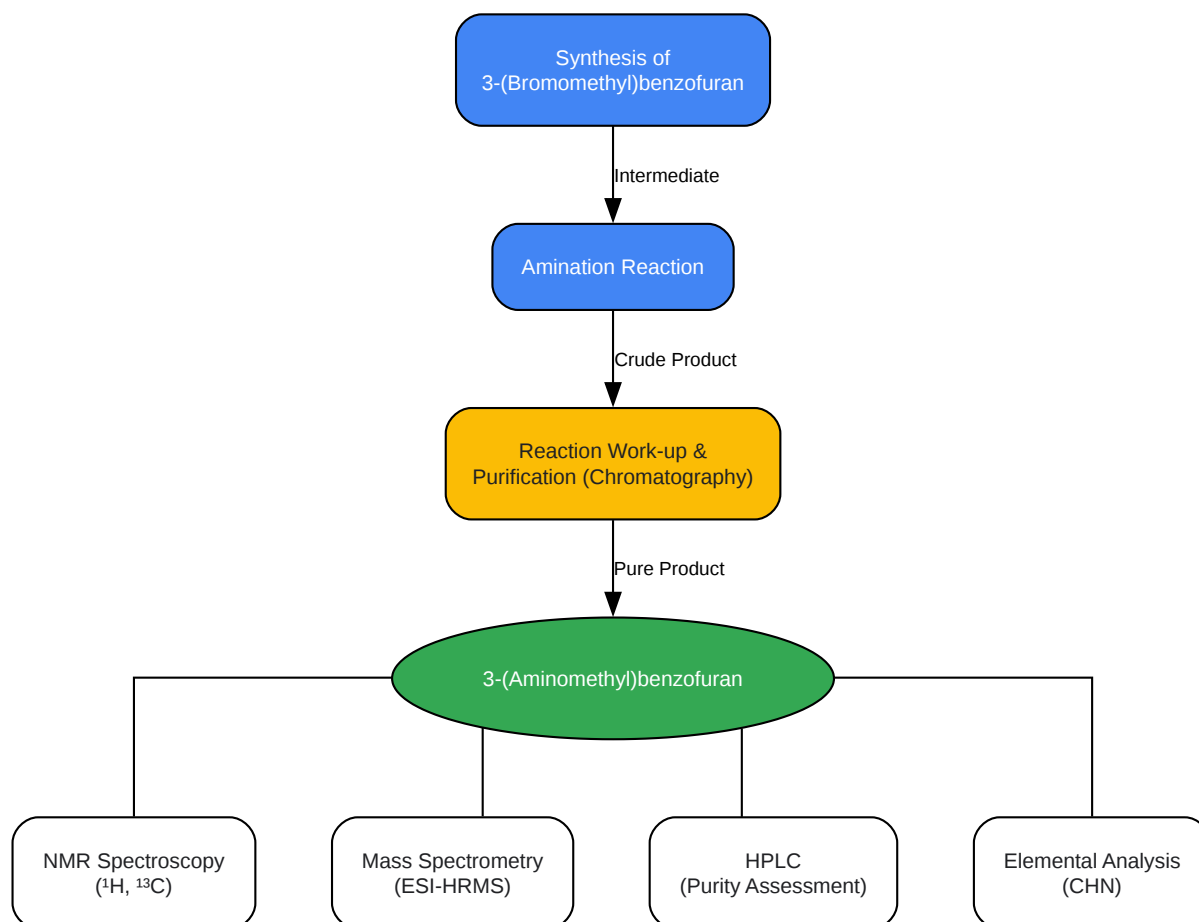 Synthesis of
3-(Bromomethyl)benzofuran
Intermediate
Amination Reaction
Crude Product
Reaction Work-up &
Purification (Chromatography)
Pure Product
3-(Aminomethyl)benzofuran
NMR Spectroscopy
(¹H, ¹³C)
Mass Spectrometry
(ESI-HRMS)
HPLC
(Purity Assessment)
Elemental Analysis
(CHN)